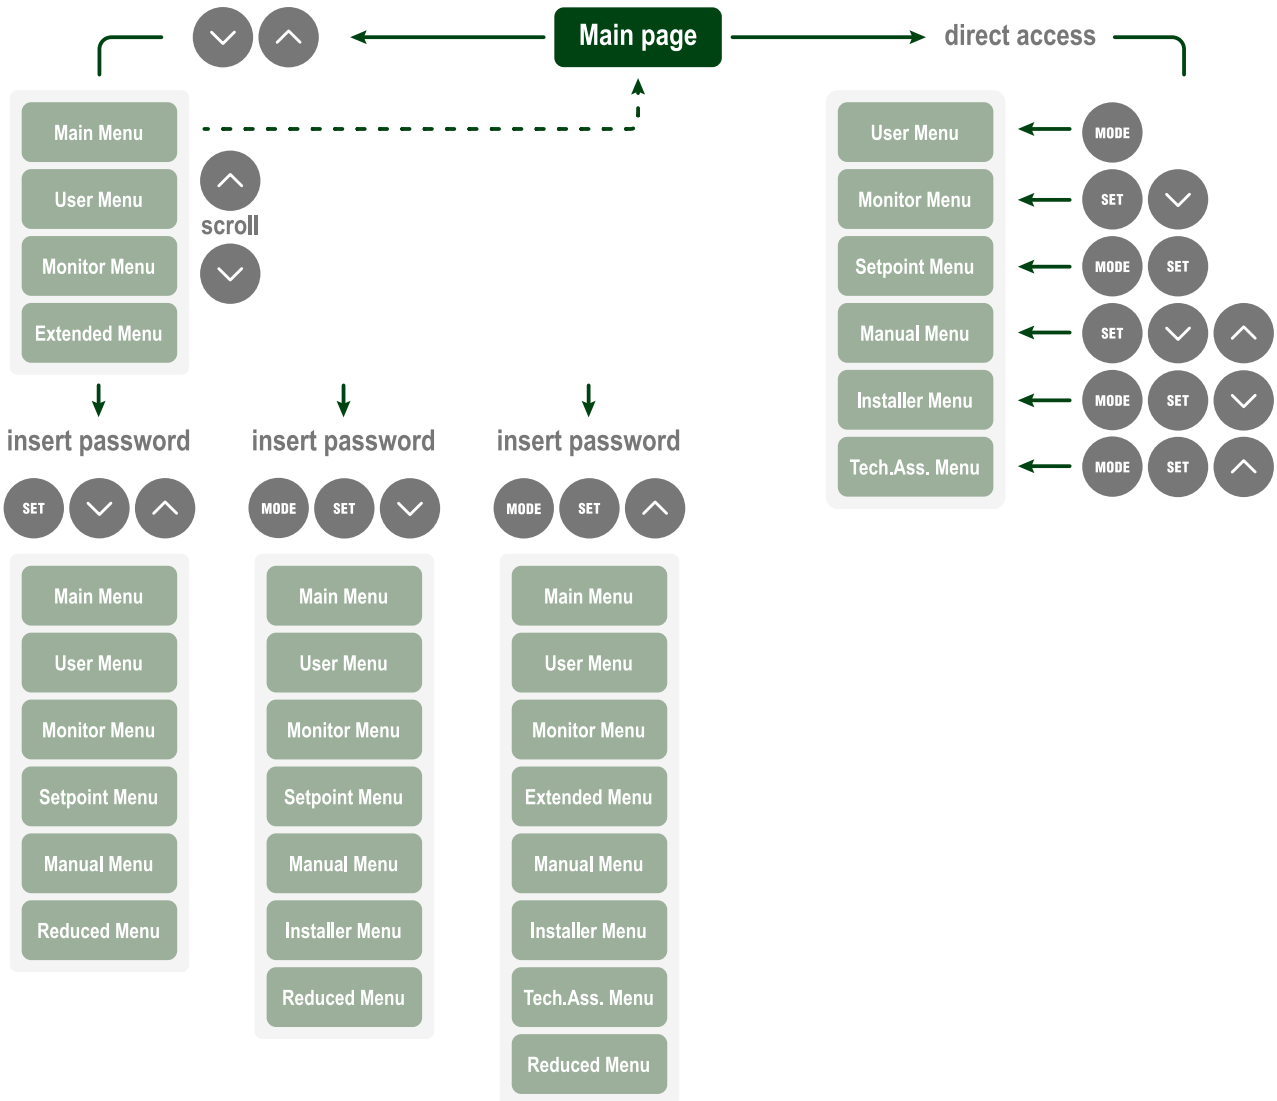 Main page
direct access
Main Menu
User Menu
Monitor Menu
Extended Menu
scroll
User Menu
MODE
Monitor Menu
SET
Setpoint Menu
MODE SET
Manual Menu
SET
Installer Menu
MODE SET
Tech.Ass. Menu
MODE SET
insert password
SET
Main Menu
User Menu
Monitor Menu
Setpoint Menu
Manual Menu
Reduced Menu
insert password
MODE SET
Main Menu
User Menu
Monitor Menu
Setpoint Menu
Manual Menu
Installer Menu
Reduced Menu
insert password
MODE SET
Main Menu
User Menu
Monitor Menu
Extended Menu
Manual Menu
Installer Menu
Tech.Ass. Menu
Reduced Menu